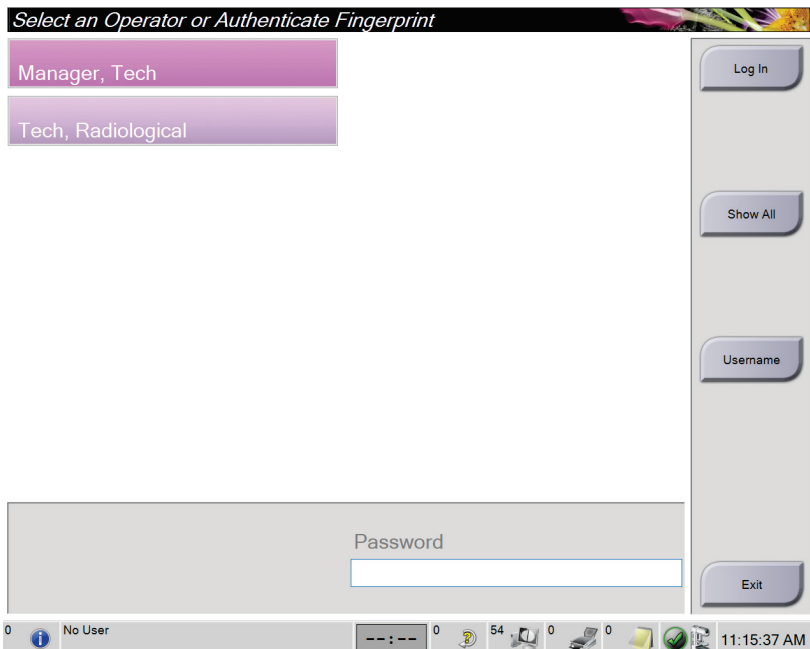 Select an Operator or Authenticate Fingerprint
Manager, Tech
Tech, Radiological
Log In
Show All
Username
Exit
Password
0
No User
--:--
0
54
0
0
11:15:37 AM